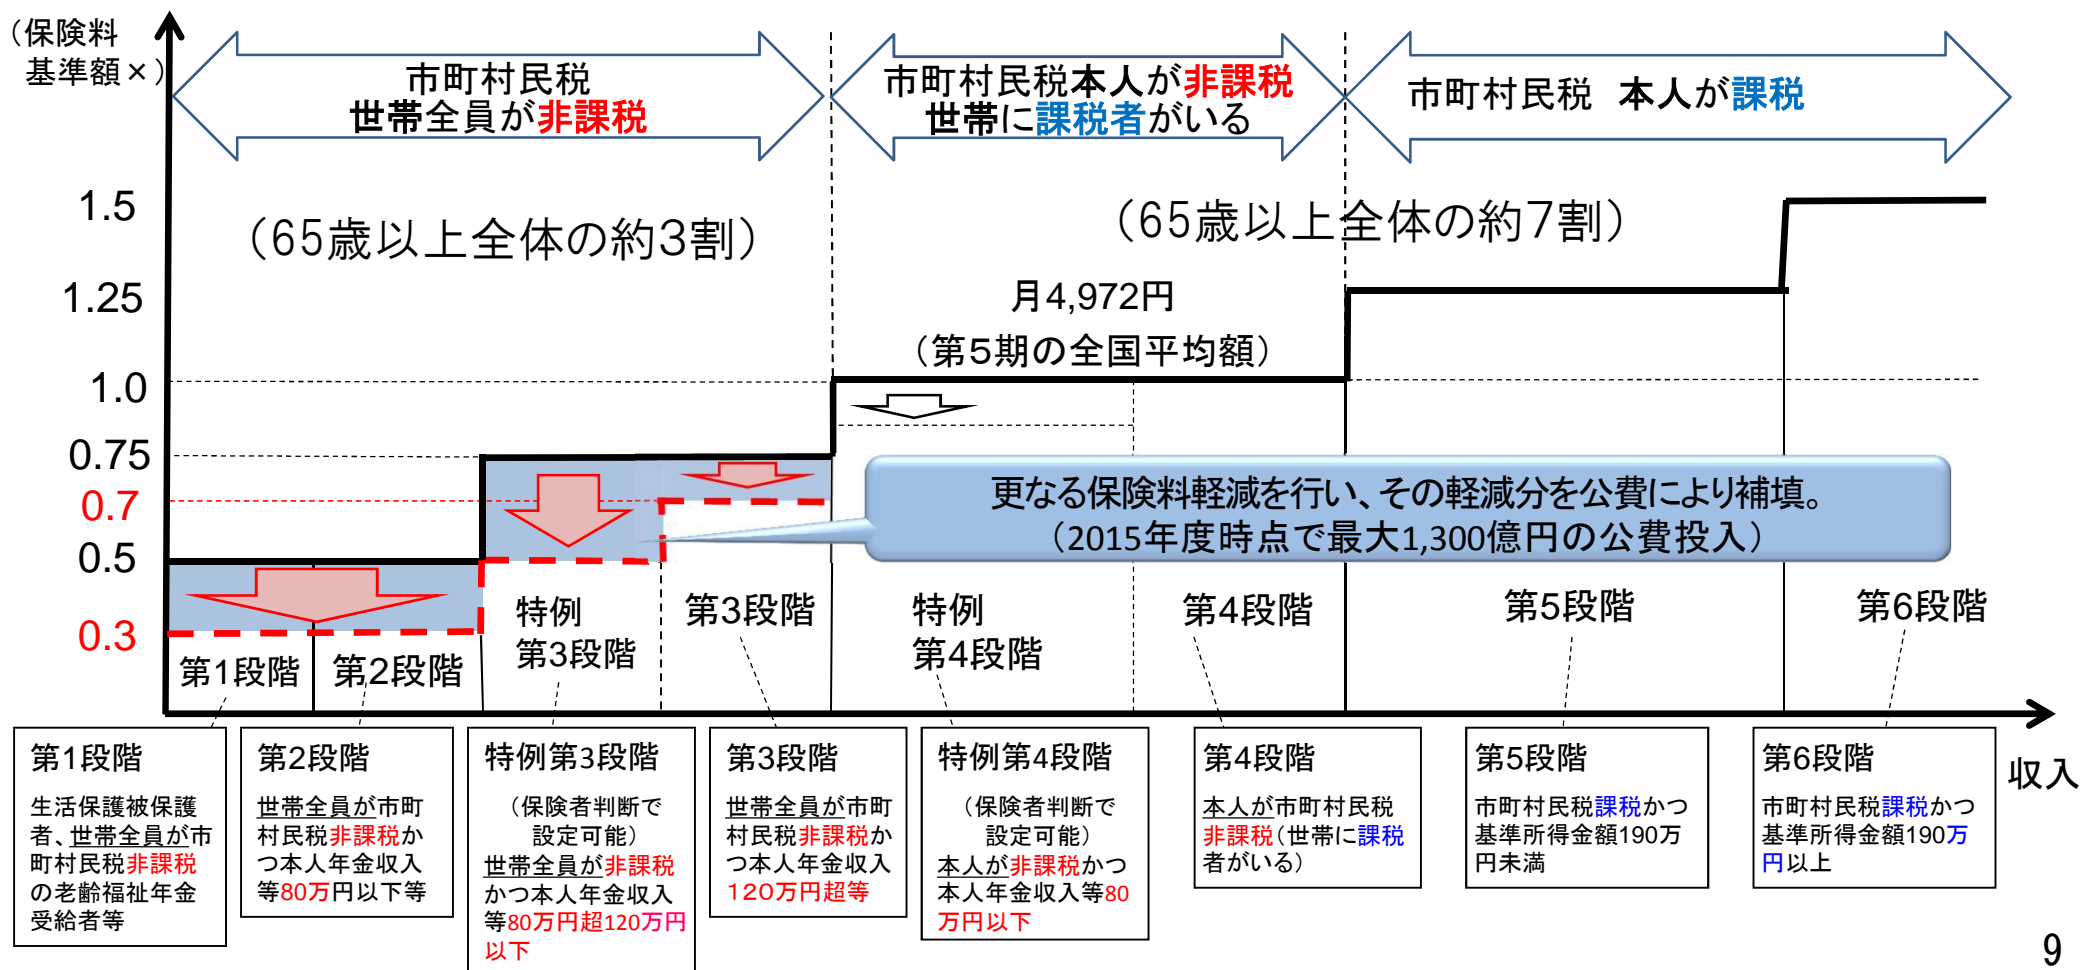 （保険料
基準額×）
市町村民税
世帯全員が非課税
市町村民税本人が非課税
世帯に課税者がいる
市町村民税　本人が課税
1.5
1.25
1.0
0.75
0.7
0.5
0.3
（65歳以上全体の約3割）
（65歳以上全体の約7割）
月4,972円
（第5期の全国平均額）
更なる保険料軽減を行い、その軽減分を公費により補填。
（2015年度時点で最大1,300億円の公費投入）
第1段階
第2段階
特例
第3段階
第3段階
特例
第4段階
第4段階
第5段階
第6段階
収入
第1段階
生活保護被保護
者、世帯全員が市
町村民税非課税
の老齢福祉年金
受給者等
第2段階
世帯全員が市町
村民税非課税か
つ本人年金収入
等80万円以下等
特例第3段階
（保険者判断で
設定可能）
世帯全員が非課税
かつ本人年金収入
等80万円超120万円
以下
第3段階
世帯全員が市町
村民税非課税か
つ本人年金収入
120万円超等
特例第4段階
（保険者判断で
設定可能）
本人が非課税かつ
本人年金収入等80
万円以下
第4段階
本人が市町村民税
非課税（世帯に課税
者がいる）
第5段階
市町村民税課税かつ
基準所得金額190万
円未満
第6段階
市町村民税課税かつ
基準所得金額190万
円以上
9